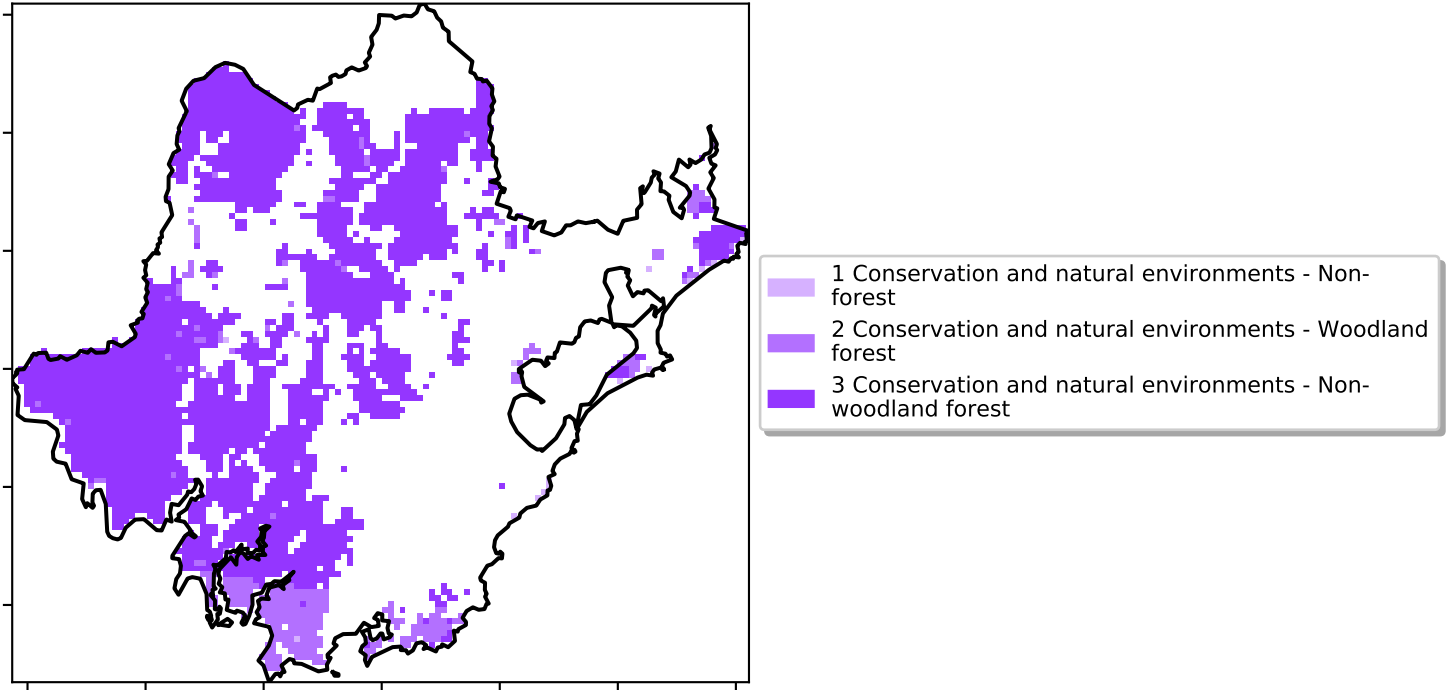 1 Conservation and natural environments - Non-
forest
2 Conservation and natural environments - Woodland
forest
3 Conservation and natural environments - Non-
woodland forest